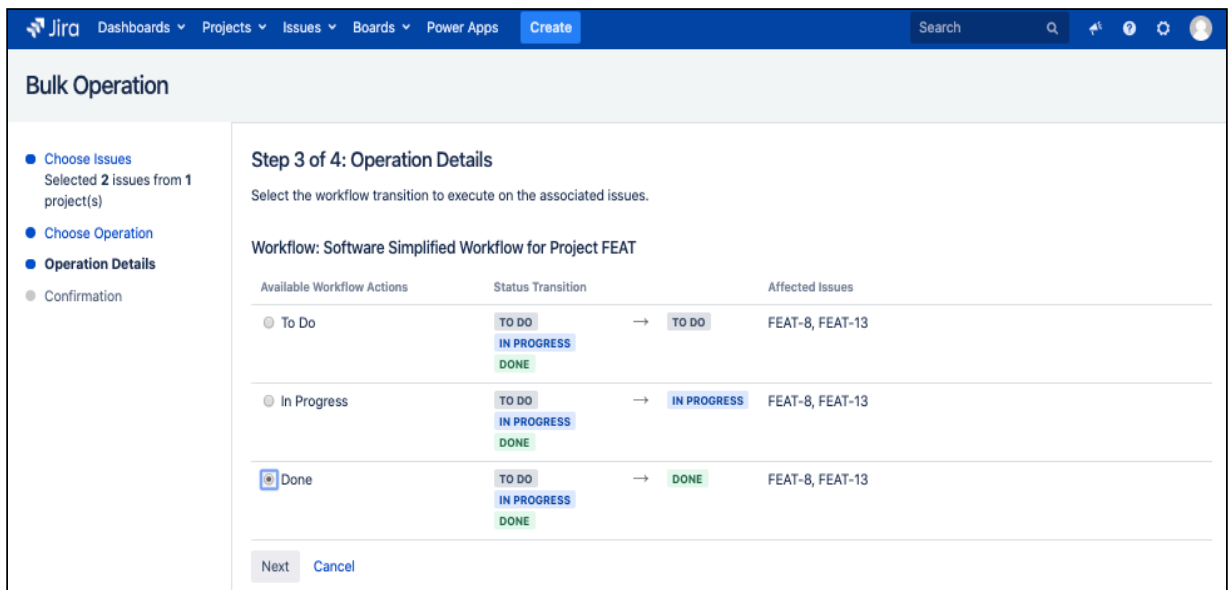 Jira Dashboards Projects Issues Boards Power Apps Create Search
Bulk Operation
Choose Issues
Selected 2 issues from 1
project(s)
Choose Operation
Operation Details
Confirmation
Step 3 of 4: Operation Details
Select the workflow transition to execute on the associated issues.
Workflow: Software Simplified Workflow for Project FEAT
Available Workflow Actions Status Transition Affected Issues
To Do TO DO → TO DO FEAT-8, FEAT-13
IN PROGRESS
DONE
In Progress TO DO → IN PROGRESS FEAT-8, FEAT-13
IN PROGRESS
DONE
Done TO DO → DONE FEAT-8, FEAT-13
IN PROGRESS
DONE
Next Cancel